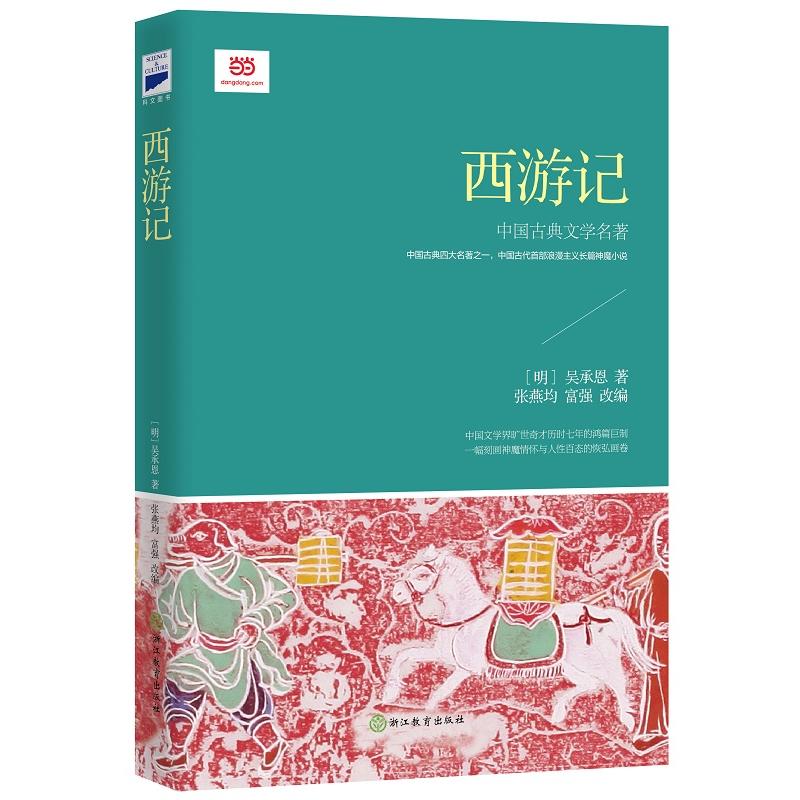 SCIENCE
&
CULTURE
科文图书
西游记
[明] 吴承恩 著 张燕均 富强 改编
浙江教育出版社
当当
dangdang.com
西游记
中国古典文学名著
中国古典四大名著之一，中国古代首部浪漫主义长篇神魔小说
[明] 吴承恩 著
张燕均 富强 改编
中国文学界旷世奇才历时七年的鸿篇巨制
一幅刻画神魔情怀与人性百态的恢弘画卷
浙江教育出版社